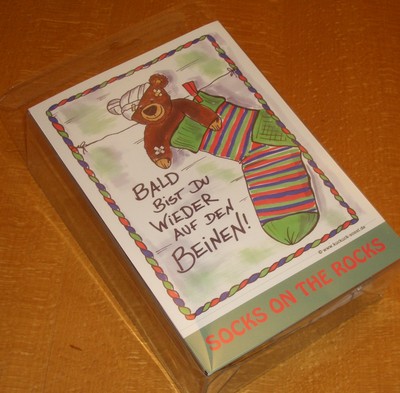 BALD
BIST DU
WIEDER
AUF DEN
BEINEN!
SOCKS ON THE ROCKS